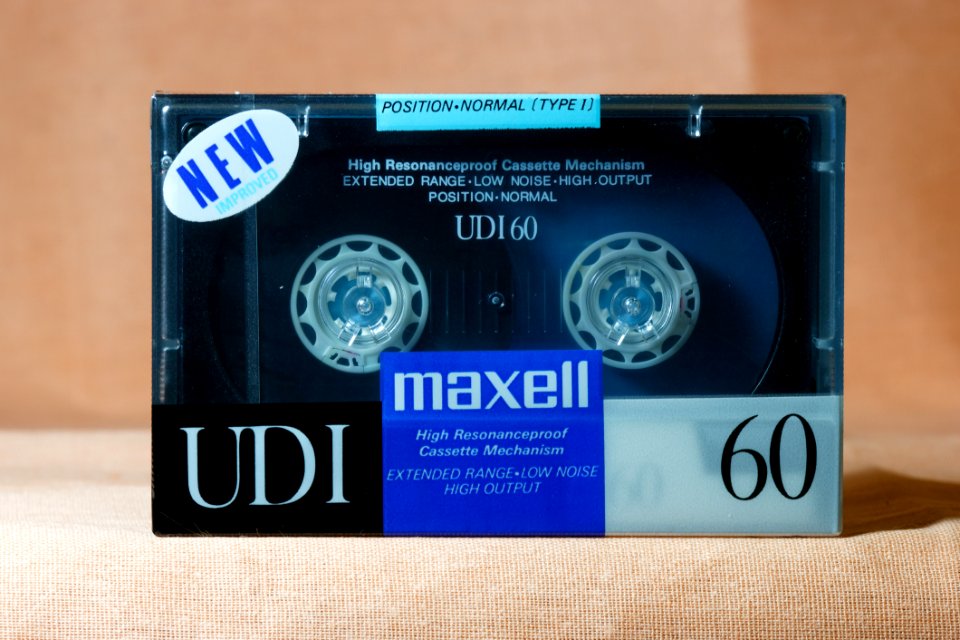 POSITION•NORMAL (TYPE I)
NEW
IMPROVED
High Resonanceproof Cassette Mechanism
EXTENDED RANGE•LOW NOISE•HIGH OUTPUT
POSITION•NORMAL
UDI 60
maxell
High Resonanceproof
Cassette Mechanism
EXTENDED RANGE•LOW NOISE
HIGH OUTPUT
UDI
60